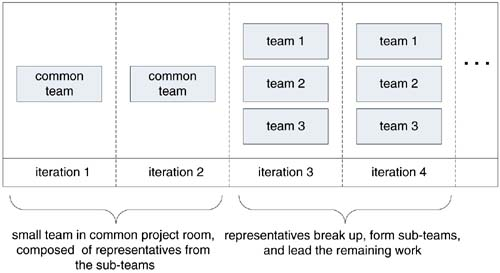 common
team
common
team
team 1
team 2
team 3
team 1
team 2
team 3
...
iteration 1
iteration 2
iteration 3
iteration 4
small team in common project room,
composed of representatives from
the sub-teams
representatives break up, form sub-teams,
and lead the remaining work